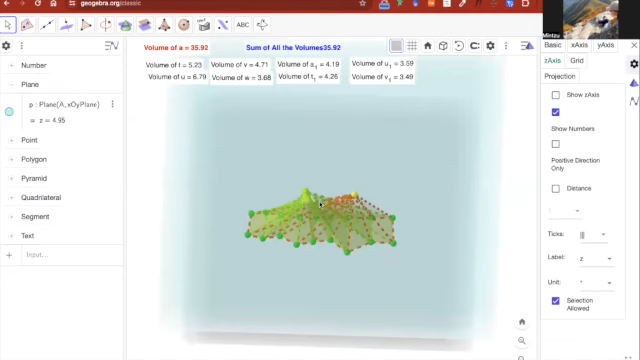 geogebra.org/classic
ABC
Mintzu
Number
Plane
p : Plane(A, xOyPlane)
= z = 4.95
Point
Polygon
Pyramid
Quadrilateral
Segment
Text
Input...
Volume of a = 35.92
Sum of All the Volumes35.92
Volume of t = 5.23
Volume of v = 4.71
Volume of a1 = 4.19
Volume of u1 = 3.59
Volume of u = 6.79
Volume of w = 3.68
Volume of t1 = 4.26
Volume of v1 = 3.49
Basic
xAxis
yAxis
zAxis
Grid
Projection
Show zAxis
Show Numbers
Positive Direction
Only
Distance
Ticks:
Label:
z
Unit:
Selection
Allowed